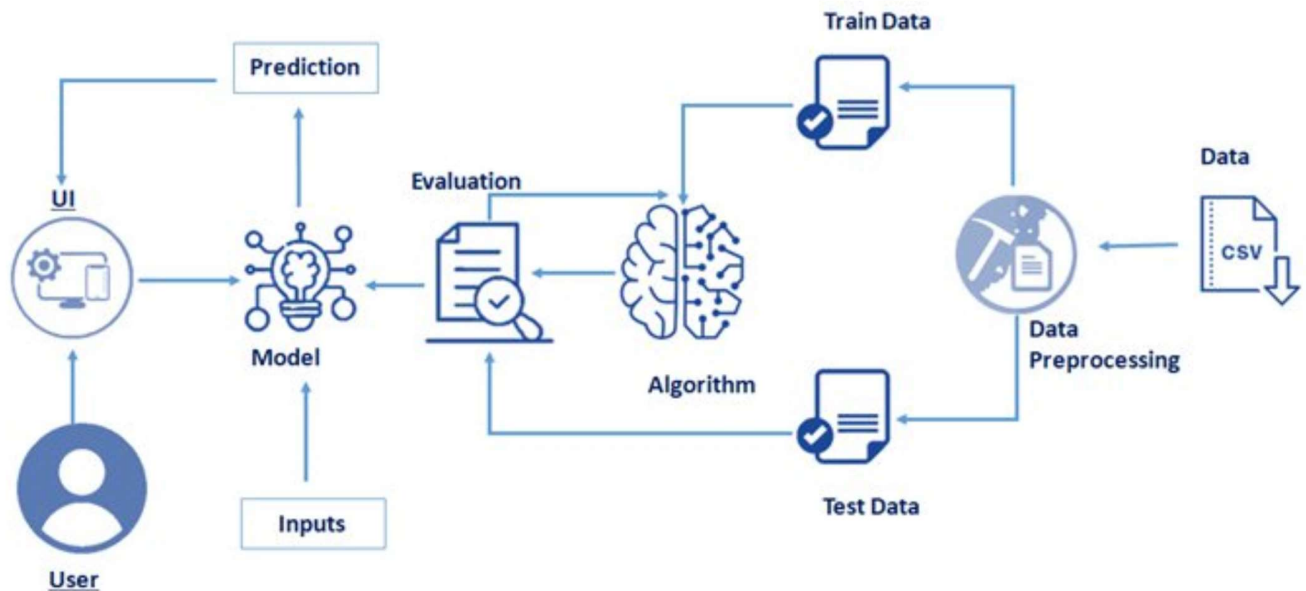 Train Data
Prediction
Data
Evaluation
UI
CSV
Data
Preprocessing
Model
Algorithm
Test Data
Inputs
User